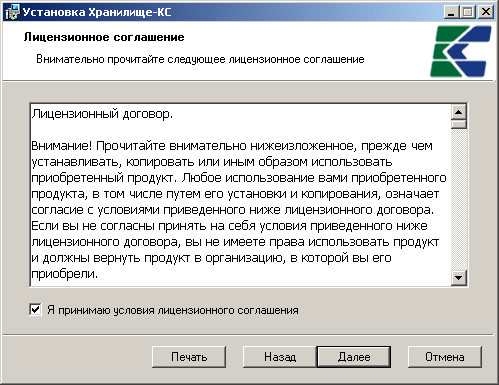 Установка Хранилище-КС
Лицензионное соглашение
Внимательно прочитайте следующее лицензионное соглашение
Лицензионный договор.
Внимание! Прочитайте внимательно нижеизложенное, прежде чем
устанавливать, копировать или иным образом использовать
приобретенный продукт. Любое использование вами приобретенного
продукта, в том числе путем его установки и копирования, означает
согласие с условиями приведенного ниже лицензионного договора.
Если вы не согласны принять на себя условия приведенного ниже
лицензионного договора, вы не имеете права использовать продукт
и должны вернуть продукт в организацию, в которой вы его
приобрели.
Я принимаю условия лицензионного соглашения
Печать
Назад
Далее
Отмена